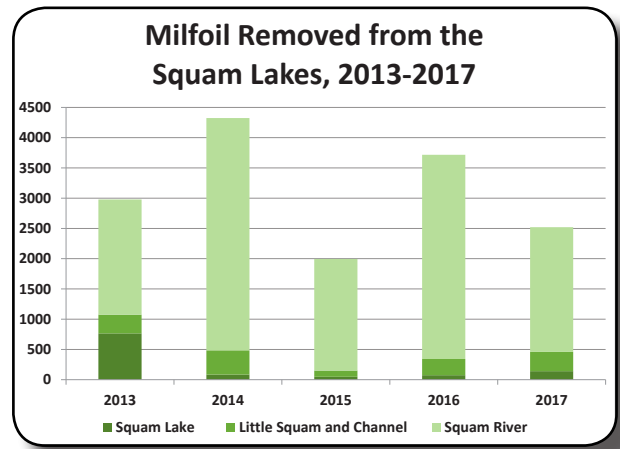 Milfoil Removed from the
Squam Lakes, 2013-2017
4500
4000
3500
3000
2500
2000
1500
1000
500
0
2013 2014 2015 2016 2017
Squam Lake Little Squam and Channel Squam River